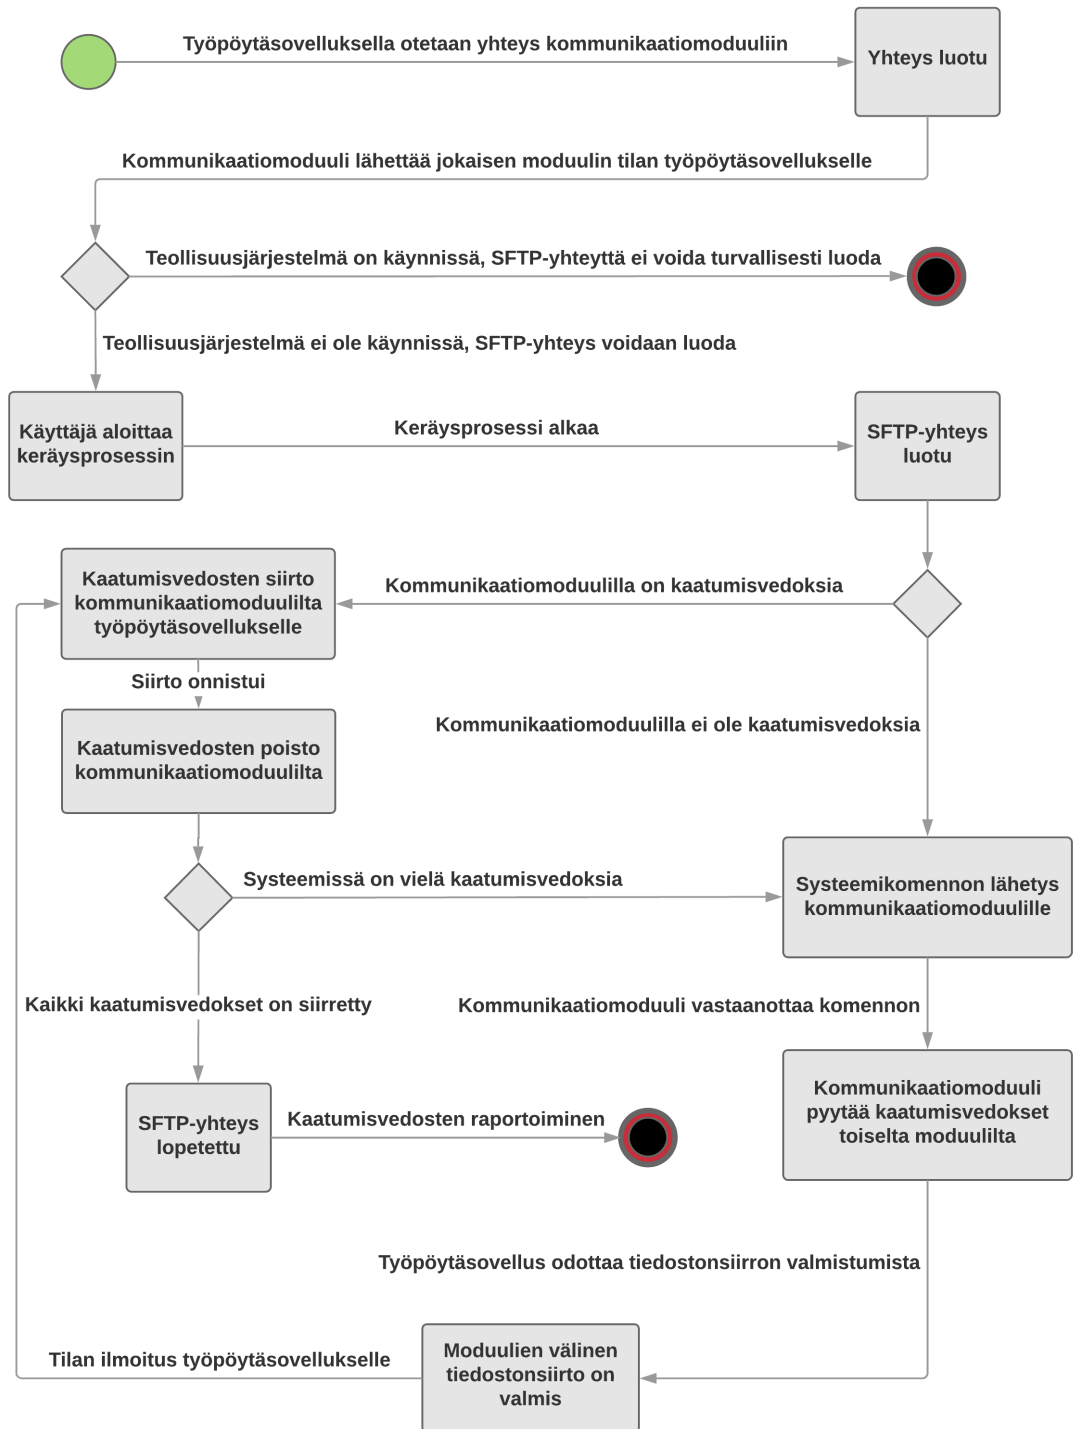 Työpöytäsovelluksella otetaan yhteys kommunikaatiomoduuliin
Yhteys luotu
Kommunikaatiomoduuli lähettää jokaisen moduulin tilan työpöytäsovellukselle
Teollisuusjärjestelmä on käynnissä, SFTP-yhteyttä ei voida turvallisesti luoda
Teollisuusjärjestelmä ei ole käynnissä, SFTP-yhteys voidaan luoda
Käyttäjä aloittaa
keräysprosessin
Keräysprosessi alkaa
SFTP-yhteys
luotu
Kommunikaatiomoduulilla on kaatumisvedoksia
Kaatumisvedosten siirto
kommunikaatiomoduulilta
työpöytäsovellukselle
Siirto onnistui
Kaatumisvedosten poisto
kommunikaatiomoduulilta
Kommunikaatiomoduulilla ei ole kaatumisvedoksia
Systeemissä on vielä kaatumisvedoksia
Systeemikomennon lähetys
kommunikaatiomoduulille
Kaikki kaatumisvedokset on siirretty
Kommunikaatiomoduuli vastaanottaa komennon
SFTP-yhteys
lopetettu
Kaatumisvedosten raportoiminen
Kommunikaatiomoduuli
pyytää kaatumisvedokset
toiselta moduulilta
Työpöytäsovellus odottaa tiedostonsiirron valmistumista
Moduulien välinen
tiedostonsiirto on
valmis
Tilan ilmoitus työpöytäsovellukselle